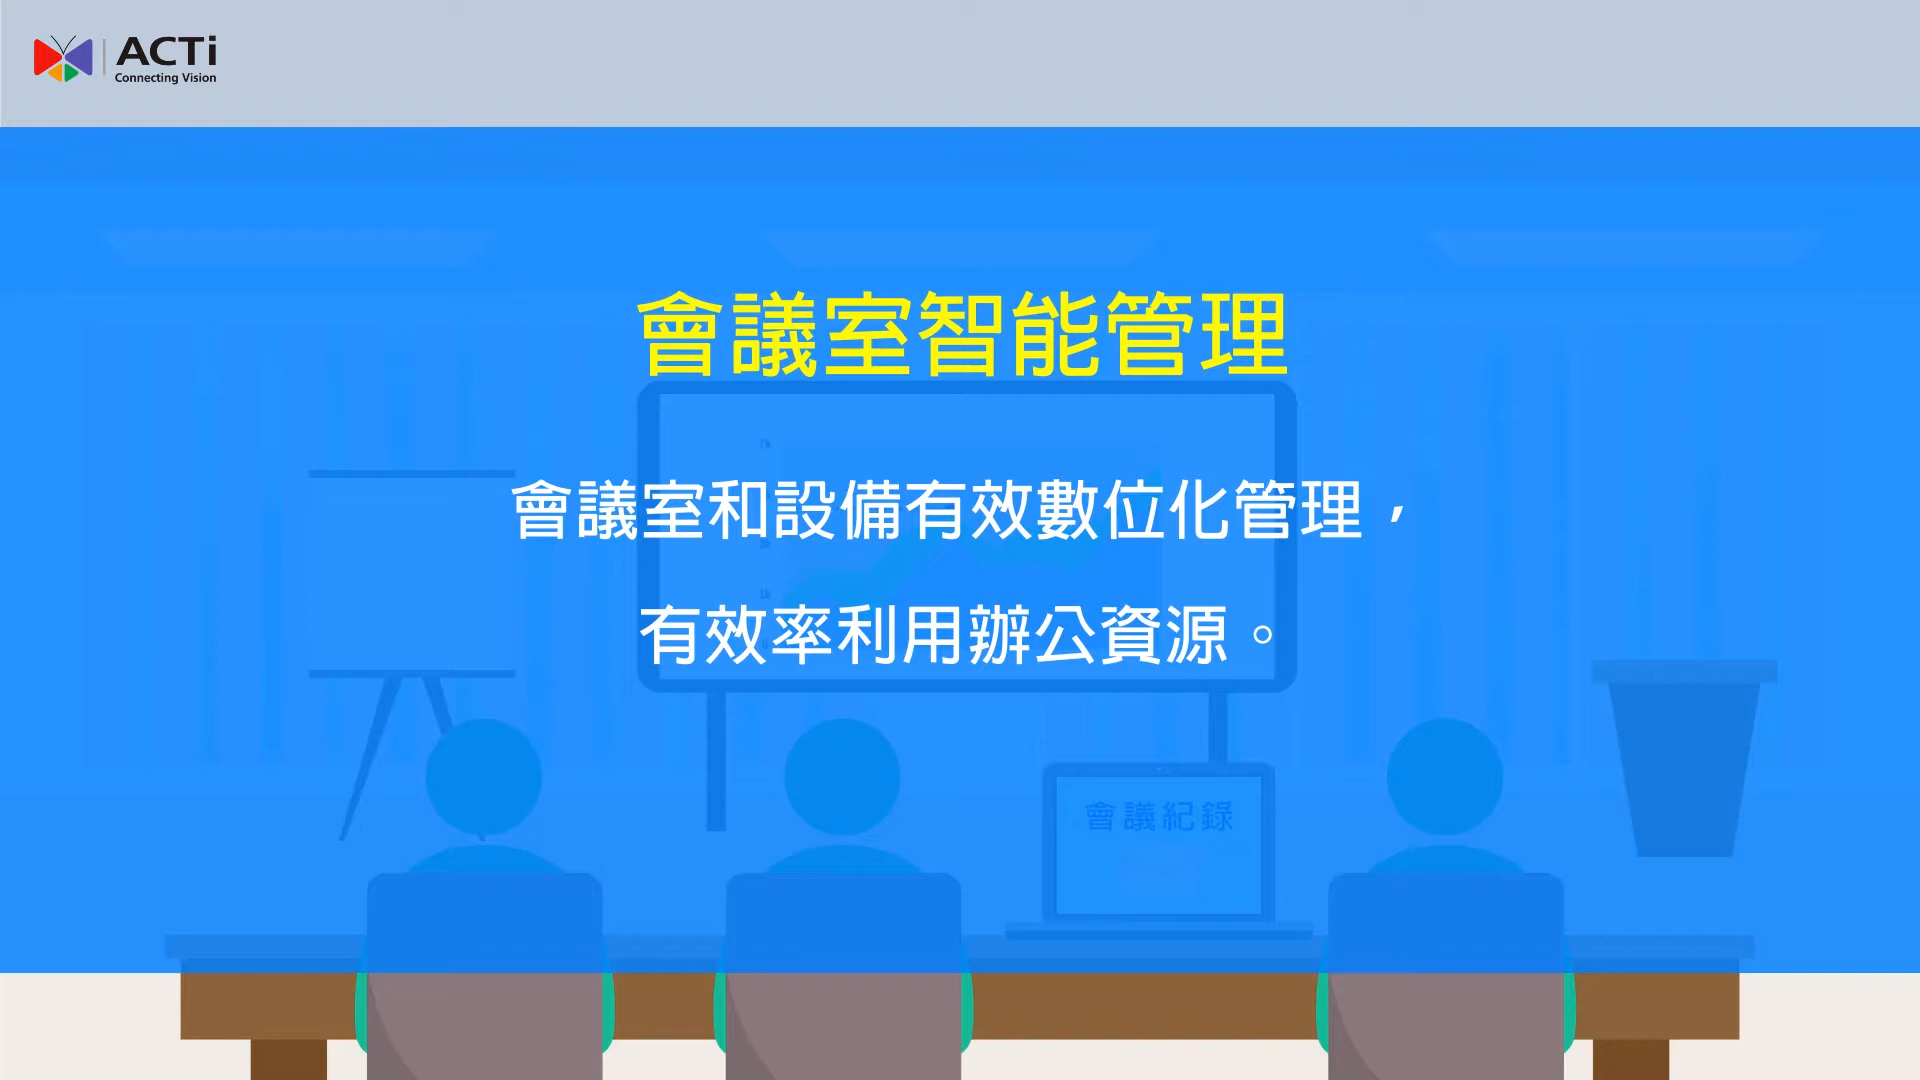 ACTi
Connecting Vision
會議室智能管理
會議室和設備有效數位化管理，
有效率利用辦公資源。
會議紀錄